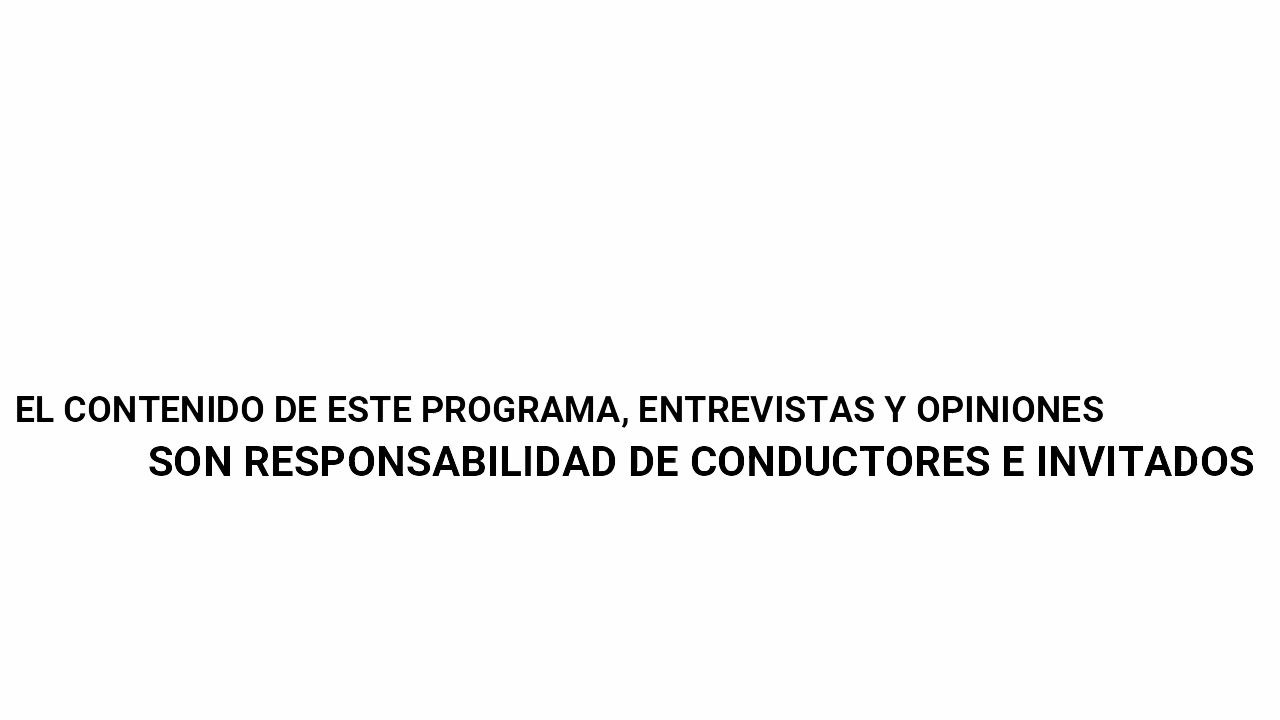 EL CONTENIDO DE ESTE PROGRAMA, ENTREVISTAS Y OPINIONES
SON RESPONSABILIDAD DE CONDUCTORES E INVITADOS